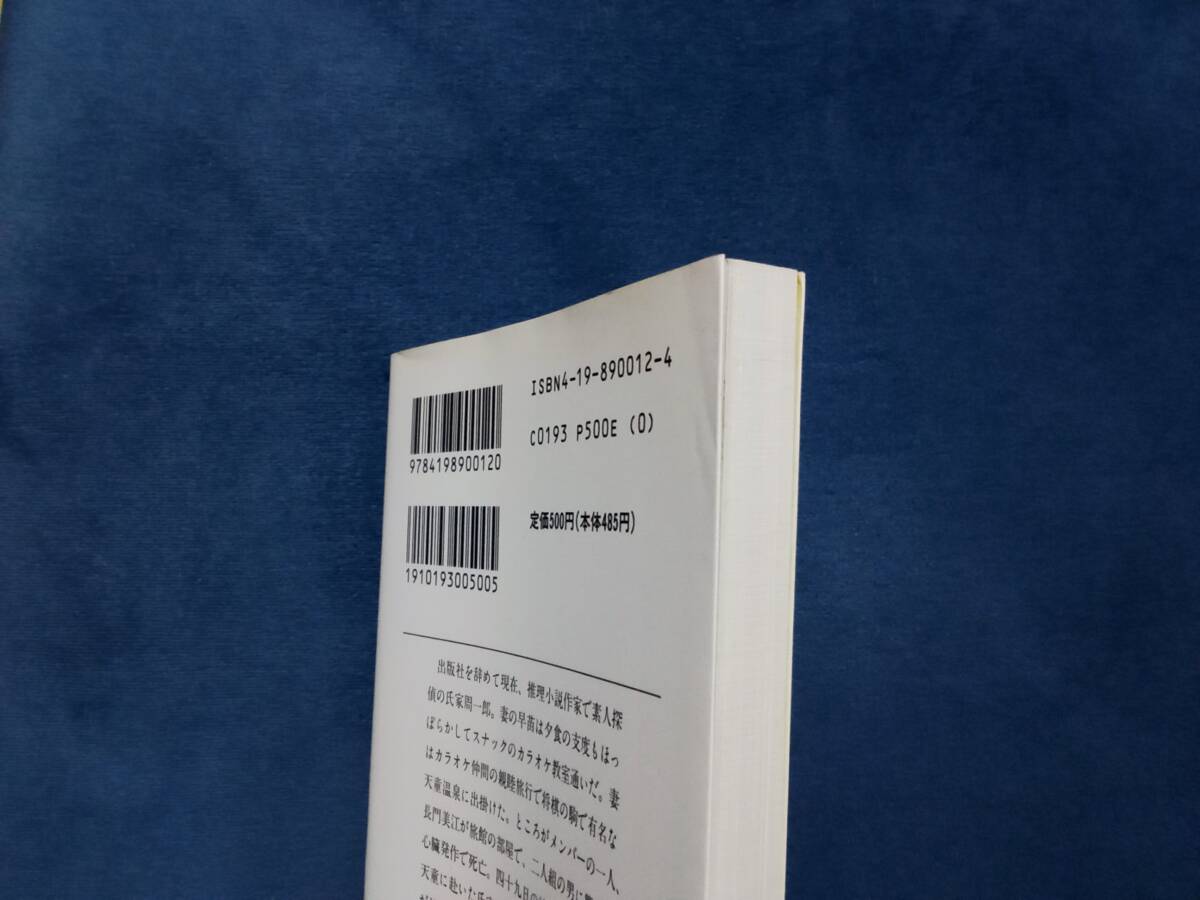 ISBN4-19-890012-4
C0193 P500E (0)
9784198900120
定価500円(本体485円)
1910193005005
出版社を辞めて現在、推理小説作家で素人探
偵の氏家周一郎。妻の早苗は夕食の支度もほっ
ぽらかしてスナックのカラオケ教室通いだ。妻
はカラオケ仲間の親睦旅行で将棋の駒で有名な
天童温泉に出掛けた。ところがメンバーの一人、
長門美江が旅館の部屋で、二人組の男に
心臓発作で死亡。四十九日の
天童に赴いた氏
が